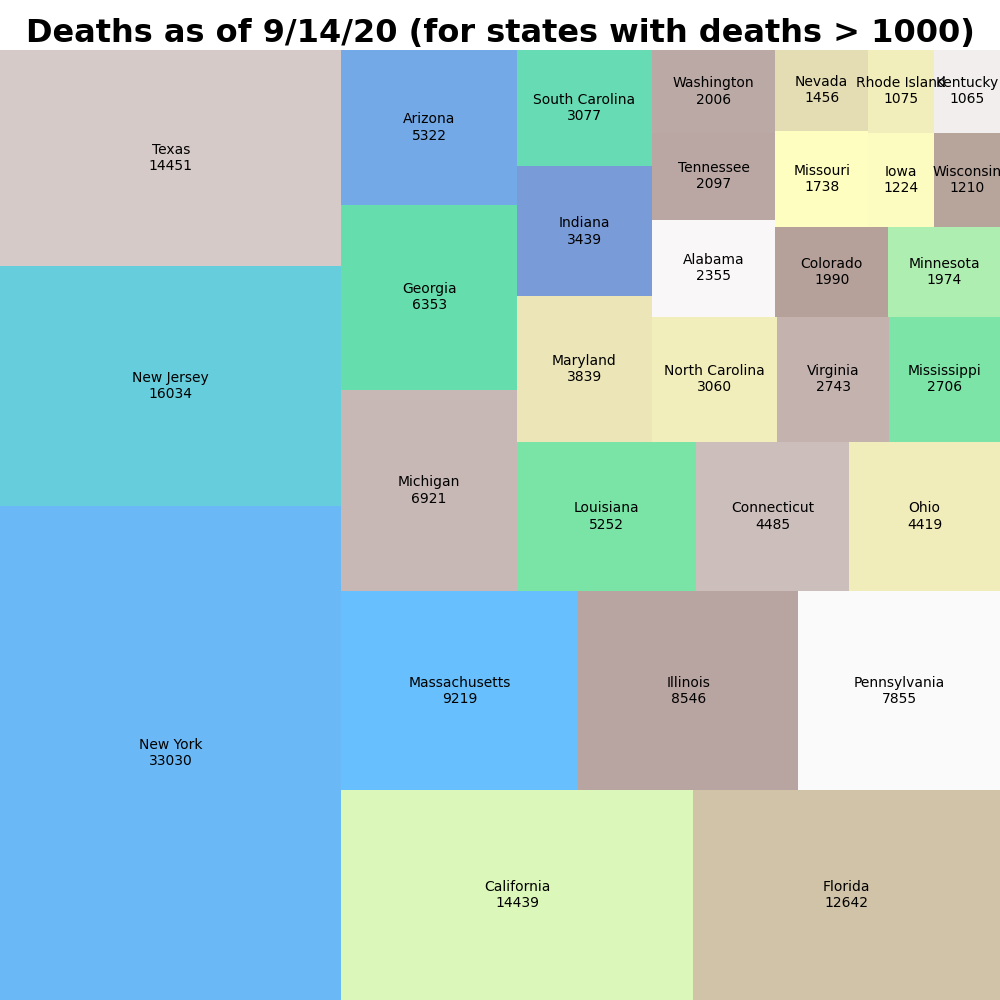 Deaths as of 9/14/20 (for states with deaths > 1000)
Texas
14451
New Jersey
16034
New York
33030
Arizona
5322
Georgia
6353
Michigan
6921
South Carolina
3077
Indiana
3439
Maryland
3839
Washington
2006
Tennessee
2097
Alabama
2355
Nevada
1456
Rhode Island
1075
Kentucky
1065
Missouri
1738
Iowa
1224
Wisconsin
1210
Colorado
1990
Minnesota
1974
North Carolina
3060
Virginia
2743
Mississippi
2706
Louisiana
5252
Connecticut
4485
Ohio
4419
Massachusetts
9219
Illinois
8546
Pennsylvania
7855
California
14439
Florida
12642